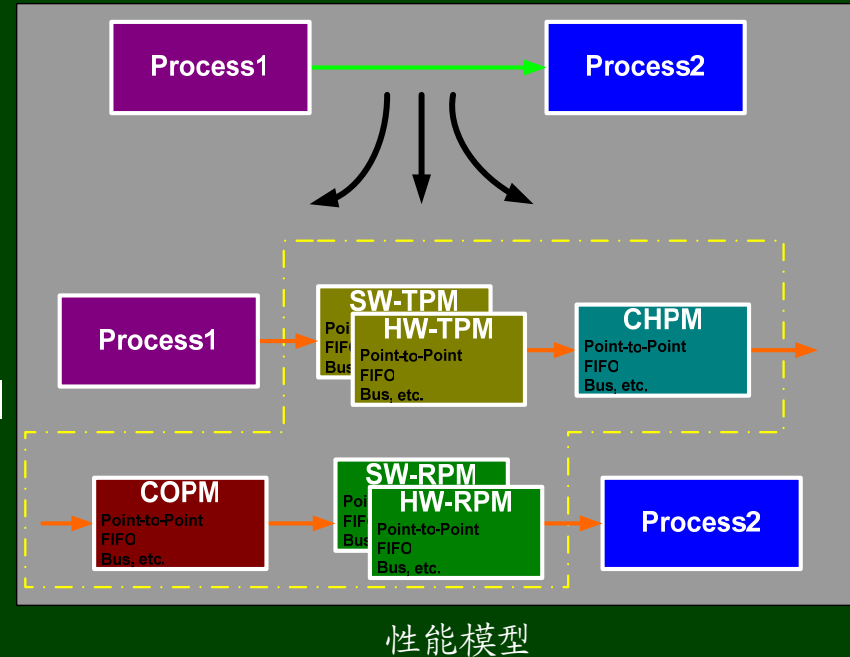 Process1
Process2
Process1
SW-TPM
HW-TPM
Point-to-Point
FIFO
Bus, etc.
CHPM
Point-to-Point
FIFO
Bus, etc.
COPM
Point-to-Point
FIFO
Bus, etc.
SW-RPM
HW-RPM
Point-to-Point
FIFO
Bus, etc.
Process2
性能模型